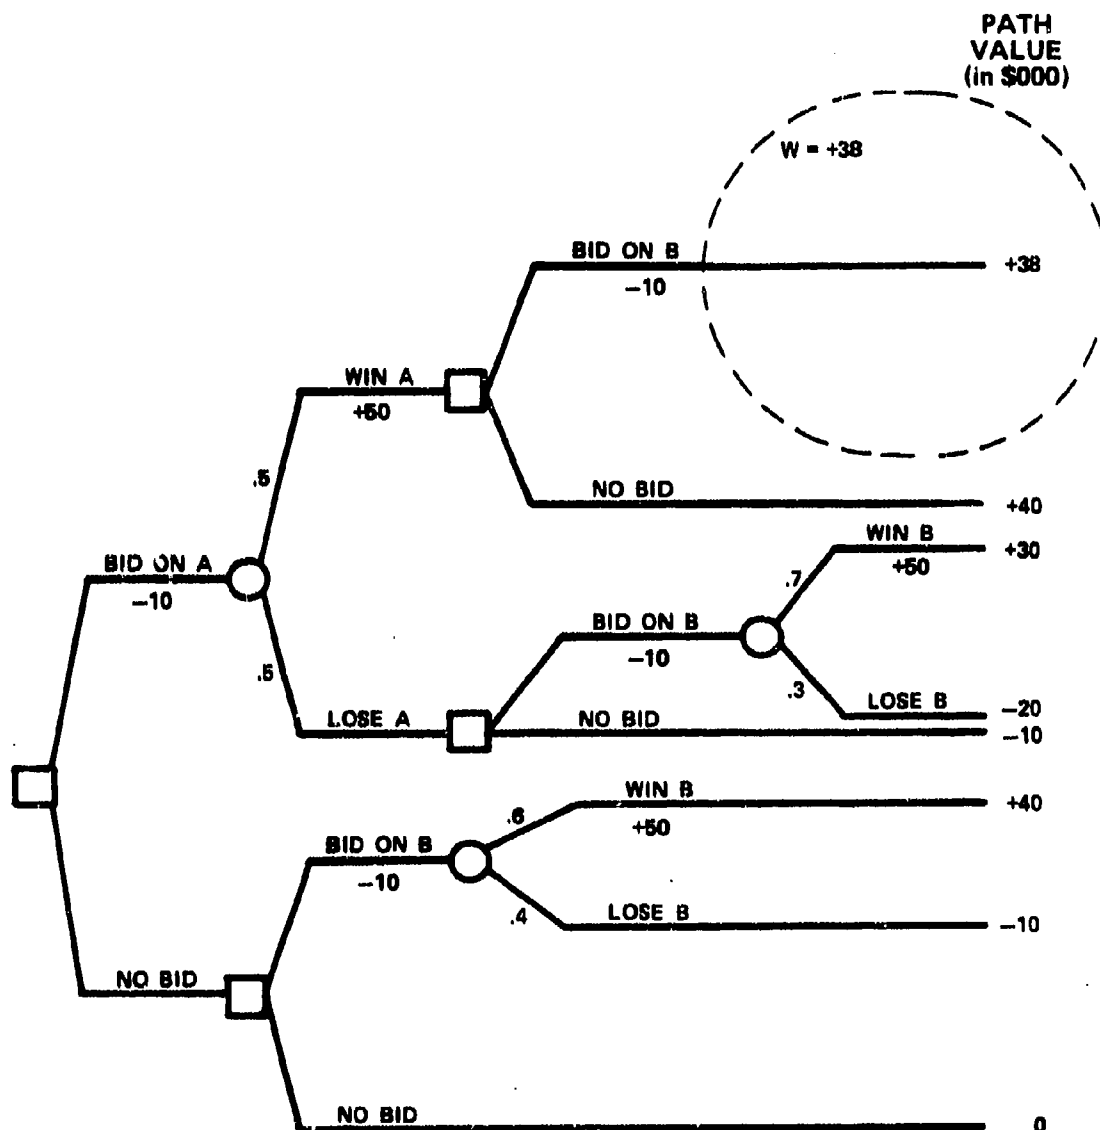 PATH
VALUE
(in $000)
W = +38
BID ON B
-10
+38
WIN A
+50
.5
NO BID
+40
WIN B
+50
+30
BID ON A
-10
.7
BID ON B
-10
.5
.3
LOSE B
-20
LOSE A
NO BID
-10
WIN B
+50
+40
.6
BID ON B
-10
.4
LOSE B
-10
NO BID
NO BID
0